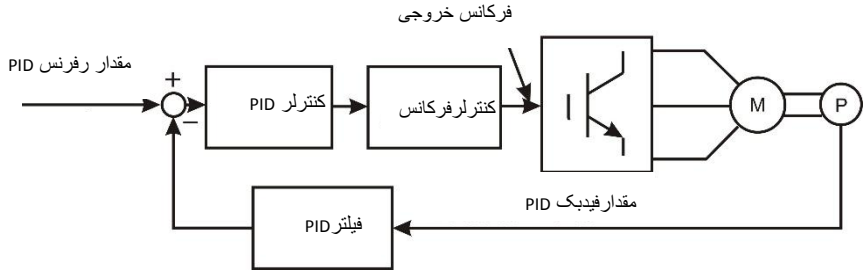 فرکانس خروجی
مقدار رفرنس PID
+
−
کنترلر PID
کنترلرفرکانس
M
P
مقدارفیدبک PID
فیلترPID